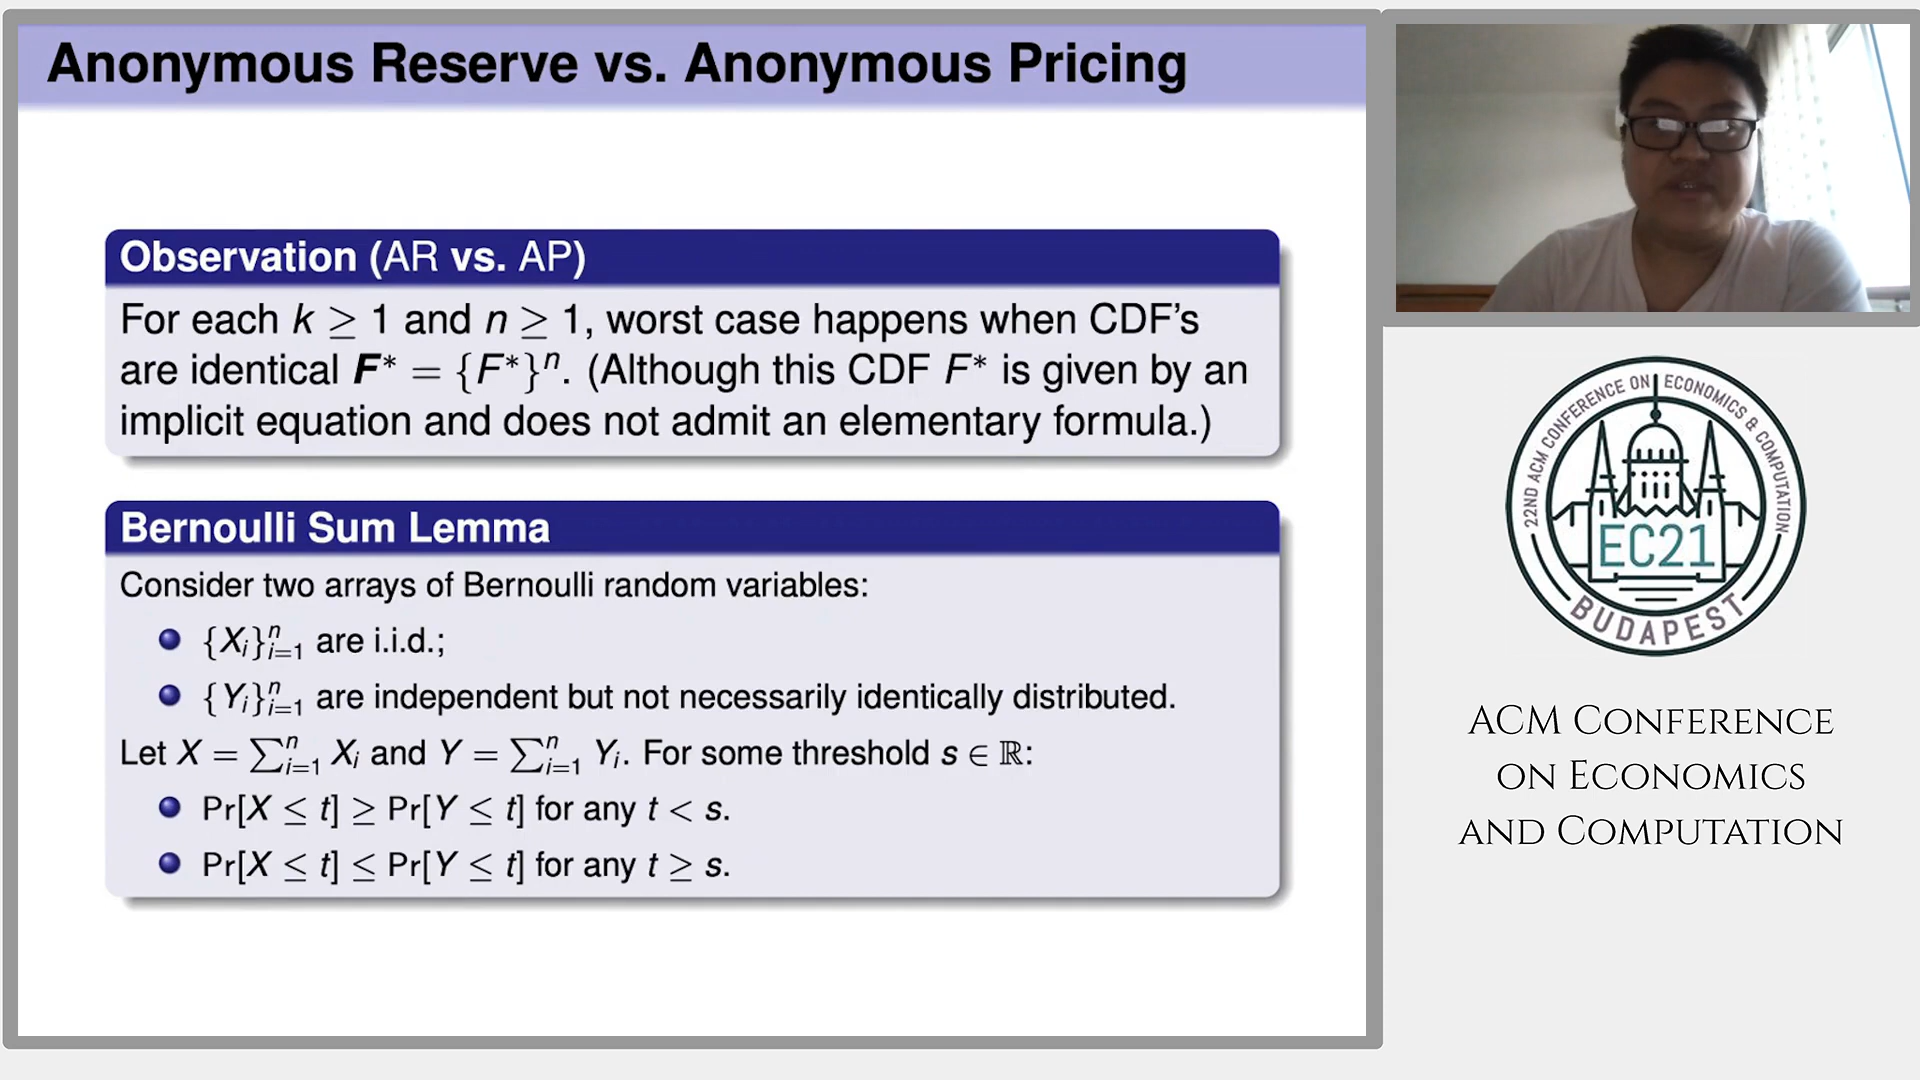 Anonymous Reserve vs. Anonymous Pricing
Observation (AR vs. AP)
For each k ≥ 1 and n ≥ 1, worst case happens when CDF's
are identical F* = {F*}ⁿ. (Although this CDF F* is given by an
implicit equation and does not admit an elementary formula.)
Bernoulli Sum Lemma
Consider two arrays of Bernoulli random variables:
{Xᵢ}ⁿᵢ₌₁ are i.i.d.;
{Yᵢ}ⁿᵢ₌₁ are independent but not necessarily identically distributed.
Let X = ∑ⁿᵢ₌₁ Xᵢ and Y = ∑ⁿᵢ₌₁ Yᵢ. For some threshold s ∈ ℝ:
Pr[X ≤ t] ≥ Pr[Y ≤ t] for any t < s.
Pr[X ≤ t] ≤ Pr[Y ≤ t] for any t ≥ s.
22ND ACM CONFERENCE ON ECONOMICS & COMPUTATION
EC21
BUDAPEST
ACM CONFERENCE
ON ECONOMICS
AND COMPUTATION